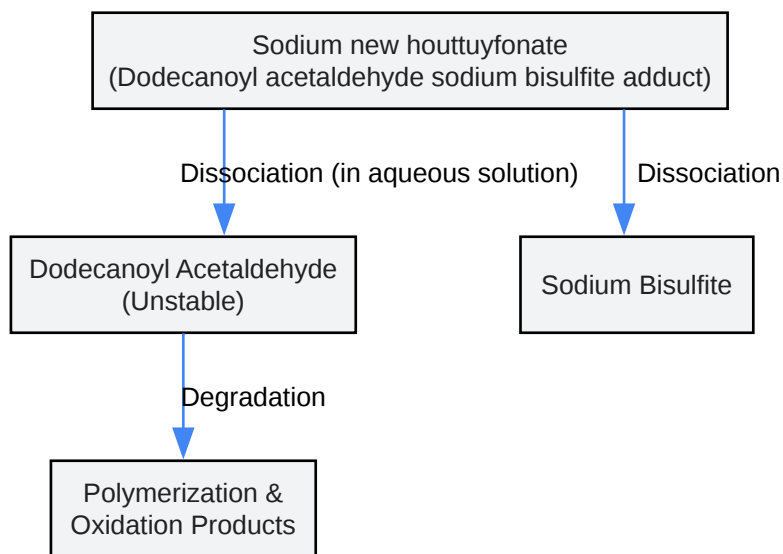 Sodium new houttuyfonate
(Dodecanoyl acetaldehyde sodium bisulfite adduct)
Dissociation (in aqueous solution)
Dissociation
Dodecanoyl Acetaldehyde
(Unstable)
Sodium Bisulfite
Degradation
Polymerization &
Oxidation Products